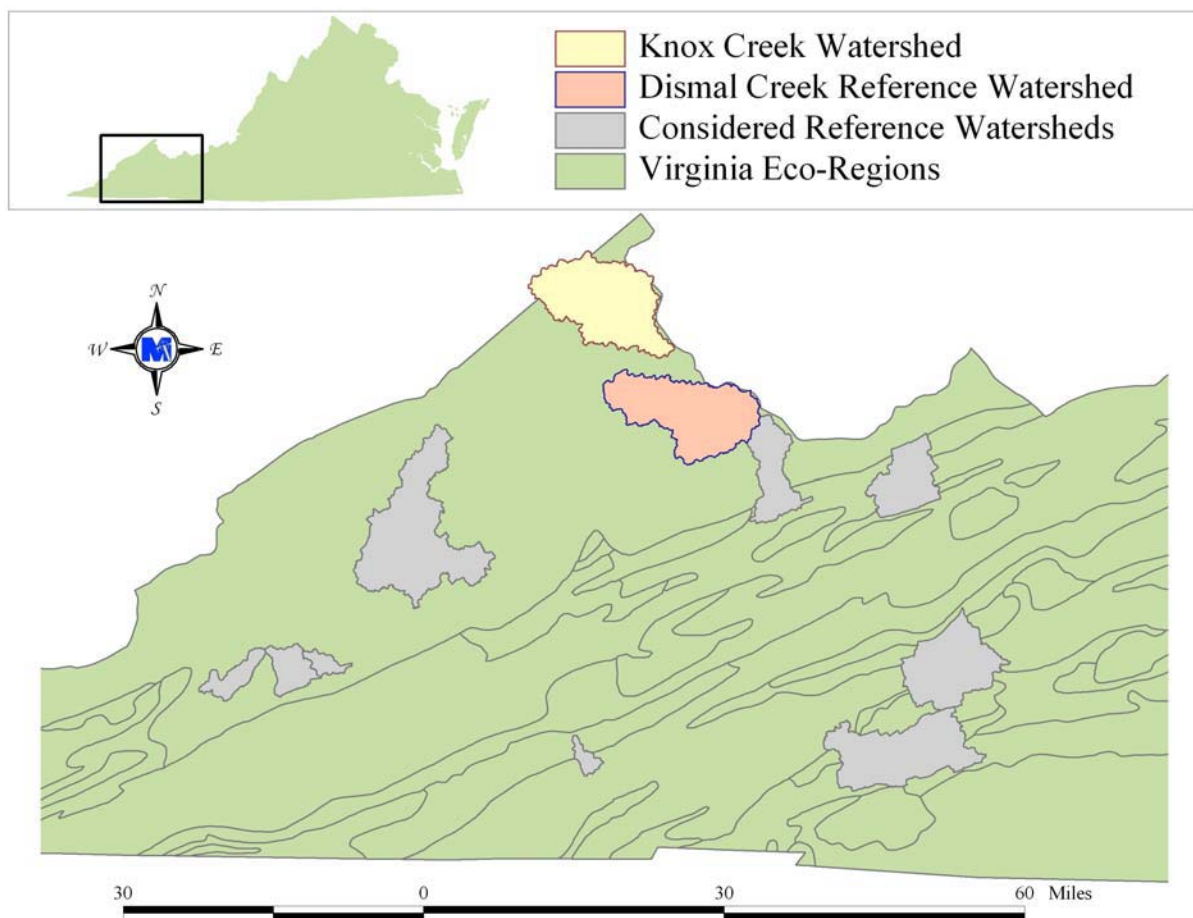 Knox Creek Watershed
Dismal Creek Reference Watershed
Considered Reference Watersheds
Virginia Eco-Regions
N
W E
M
S
30 0 30 60 Miles